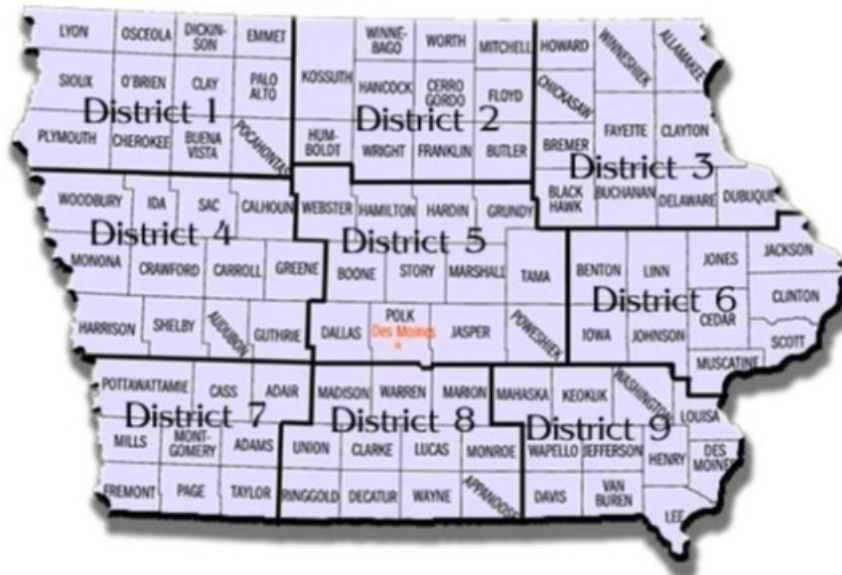 LYON
OSCEOLA
DICKIN-
SON
EMMET
SIOUX
O'BRIEN
CLAY
PALO
ALTO
District 1
PLYMOUTH
CHEROKEE
BUENA
VISTA
POCAHONTAS
KOSSUTH
WINNE-
BAGO
WORTH
MITCHELL
HANCOCK
CERRO
GORDO
FLOYD
District 2
HUM-
BOLDT
WRIGHT
FRANKLIN
BUTLER
HOWARD
WINNESHIEK
ALLAMAKEE
CHICKASAW
FAYETTE
CLAYTON
BREMER
District 3
BLACK
HAWK
BUCHANAN
DELAWARE
DUBUQUE
WOODBURY
IDA
SAC
CALHOUN
District 4
MONONA
CRAWFORD
CARROLL
GREENE
HARRISON
SHELBY
AUDUBON
GUTHRIE
WEBSTER
HAMILTON
HARDIN
GRUNDY
District 5
BOONE
STORY
MARSHALL
TAMA
DALLAS
POLK
Des Moines
JASPER
POWESHIEK
BENTON
LINN
JONES
JACKSON
District 6
CLINTON
CEDAR
IOWA
JOHNSON
SCOTT
MUSCATINE
POTTAWATTAMIE
CASS
ADAIR
District 7
MILLS
MONT-
GOMERY
ADAMS
FREMONT
PAGE
TAYLOR
MADISON
WARREN
MARION
District 8
UNION
CLARKE
LUCAS
MONROE
RINGGOLD
DECATUR
WAYNE
APPANOOSE
MAHASKA
KEOKUK
WASHINGTON
LOUISA
District 9
WAPELLO
JEFFERSON
HENRY
DES
MOINES
DAVIS
VAN
BUREN
LEE